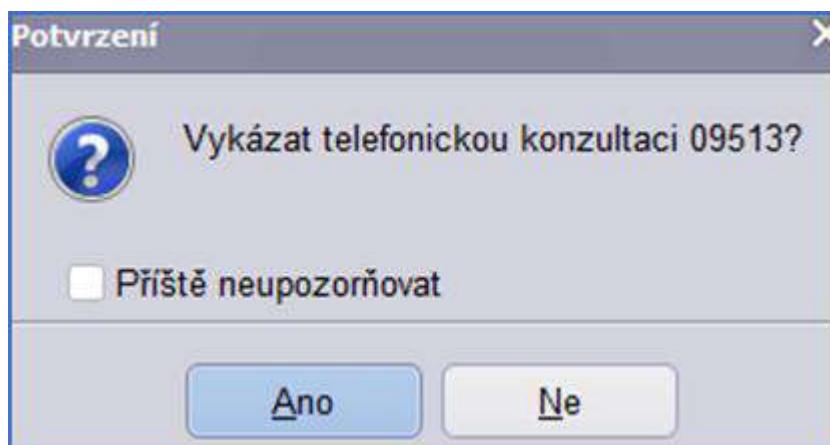 Potvrzení
Vykázat telefonickou konzultaci 09513?
Příště neupozorňovat
Ano
Ne